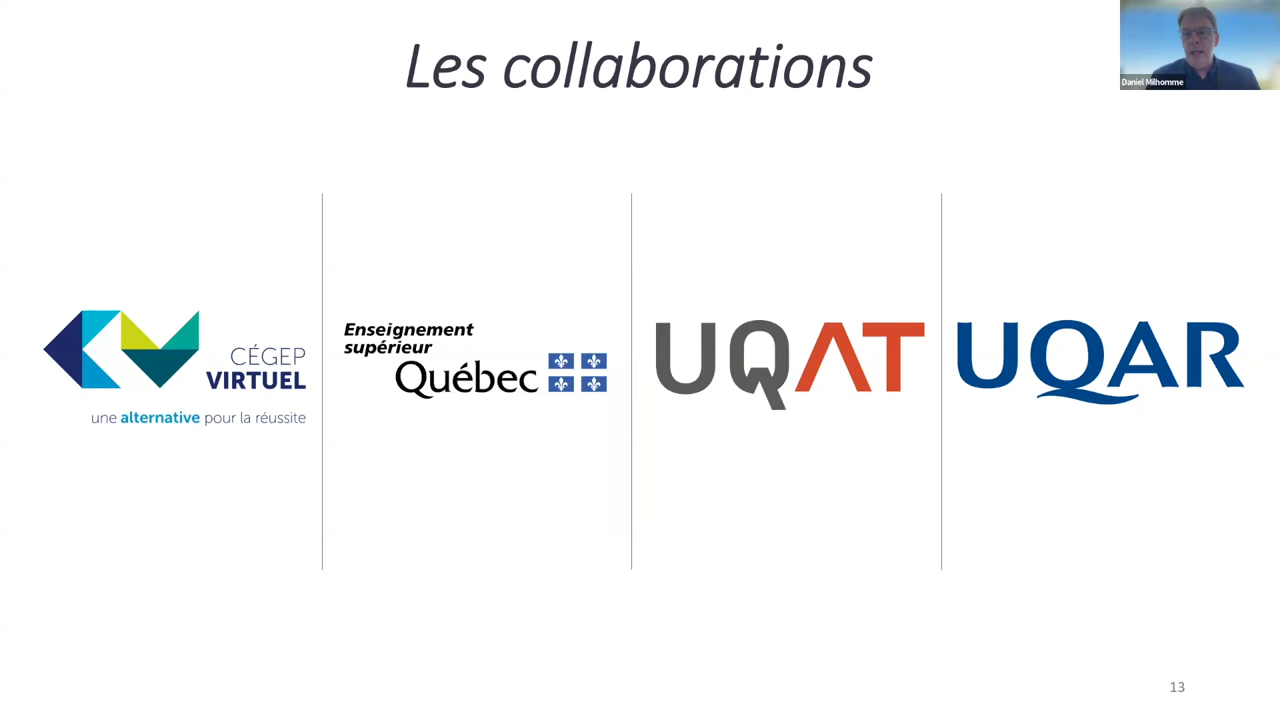 Les collaborations
Daniel Milhomme
CÉGEP
VIRTUEL
une alternative pour la réussite
Enseignement
supérieur
Québec
UQAT
UQAR
13